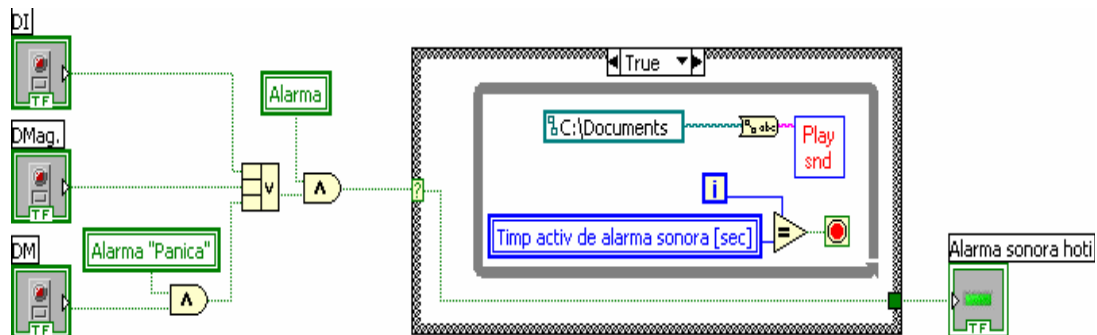 DI
TF
DMag.
TF
DM
TF
Alarma "Panica"
Alarma
True
C:\Documents
abc
Play
snd
i
Timp activ de alarma sonora [sec]
=
?
V
Λ
Λ
Alarma sonora hoti
TF